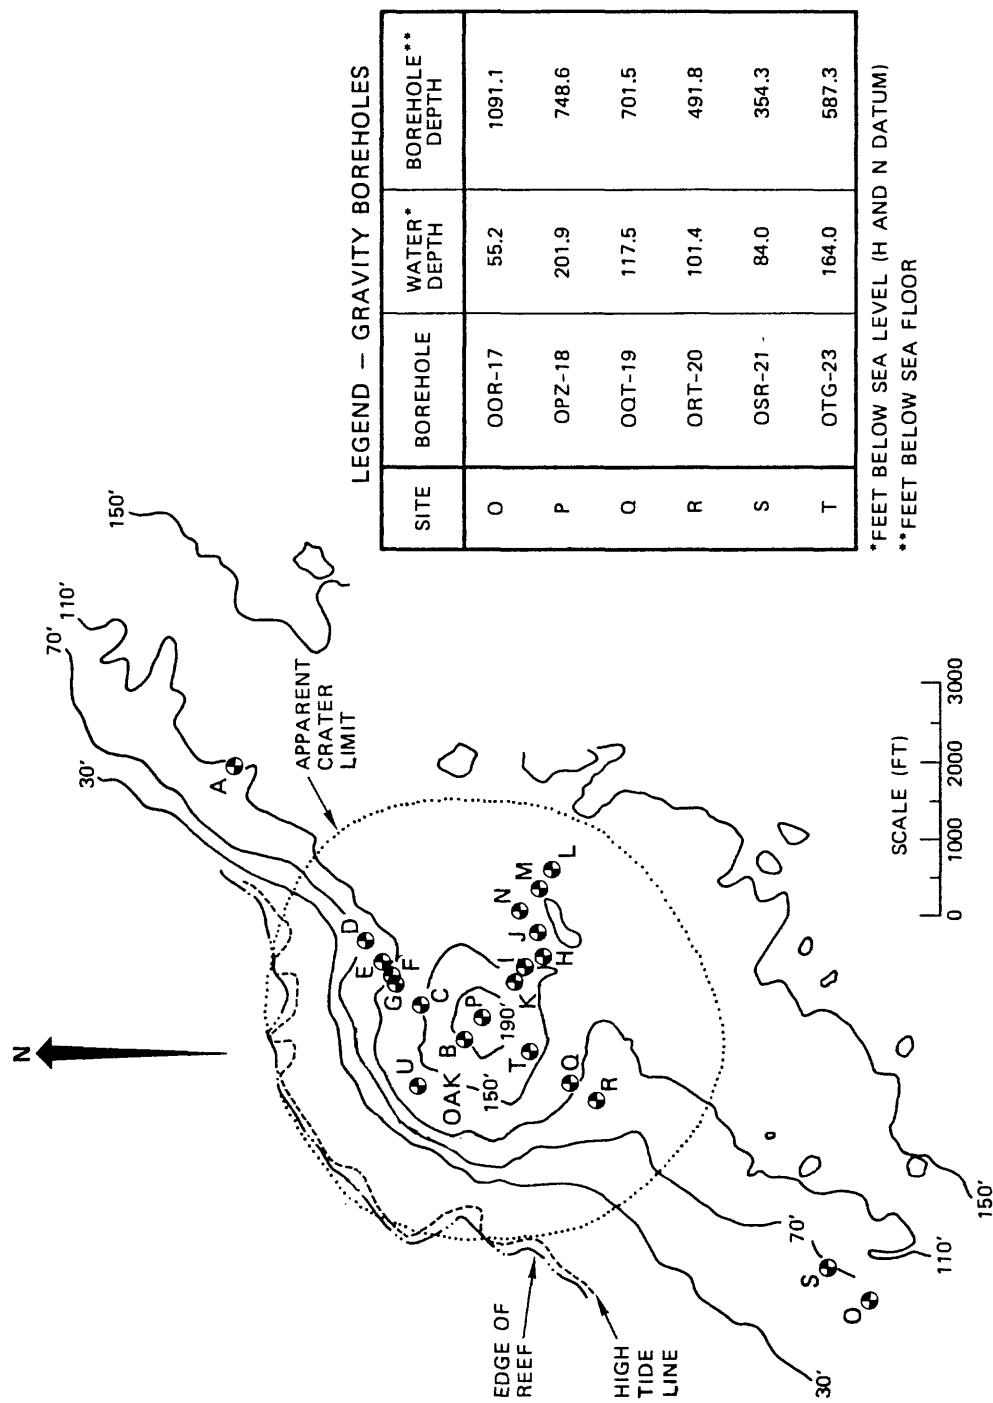 N
30'
70'
110'
150'
A
APPARENT
CRATER
LIMIT
D
E
F
G
C
U
B
P
OAK
150'
190'
T
K
I
H
J
N
M
L
Q
R
S
O
EDGE OF
REEF
HIGH
TIDE
LINE
30'
70'
110'
150'
SCALE (FT)
0 1000 2000 3000
LEGEND – GRAVITY BOREHOLES
SITE BOREHOLE WATER* DEPTH BOREHOLE** DEPTH
O OOR-17 55.2 1091.1
P OPZ-18 201.9 748.6
Q OQT-19 117.5 701.5
R ORT-20 101.4 491.8
S OSR-21 84.0 354.3
T OTG-23 164.0 587.3
*FEET BELOW SEA LEVEL (H AND N DATUM)
**FEET BELOW SEA FLOOR